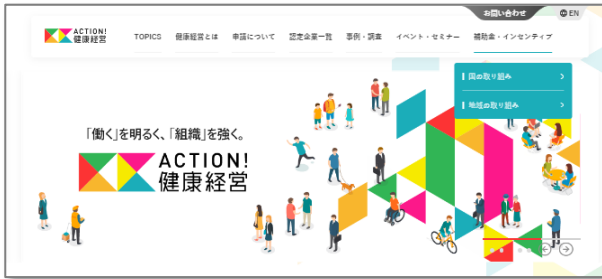 お問い合わせ
EN
ACTION!
健康経営
TOPICS 健康経営とは 申請について 認定企業一覧 事例・調査 イベント・セミナー 補助金・インセンティブ
国の取り組み
地域の取り組み
「働く」を明るく、「組織」を強く。
ACTION!
健康経営